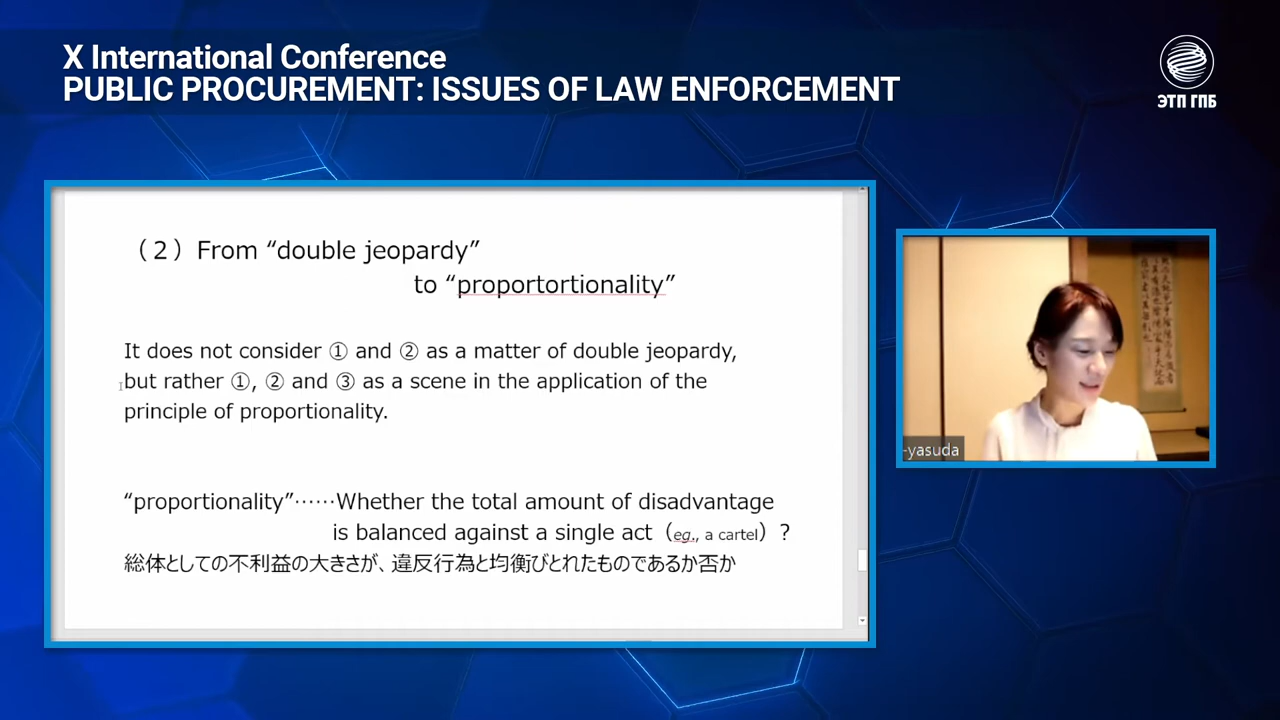 X International Conference
PUBLIC PROCUREMENT: ISSUES OF LAW ENFORCEMENT
ЭТП ГПБ
（2）From “double jeopardy”
to “proportortionality”
It does not consider ① and ② as a matter of double jeopardy,
but rather ①, ② and ③ as a scene in the application of the
principle of proportionality.
“proportionality”⋯⋯Whether the total amount of disadvantage
is balanced against a single act（eg., a cartel）?
総体としての不利益の大きさが、違反行為と均衡びとれたものであるか否か
-yasuda